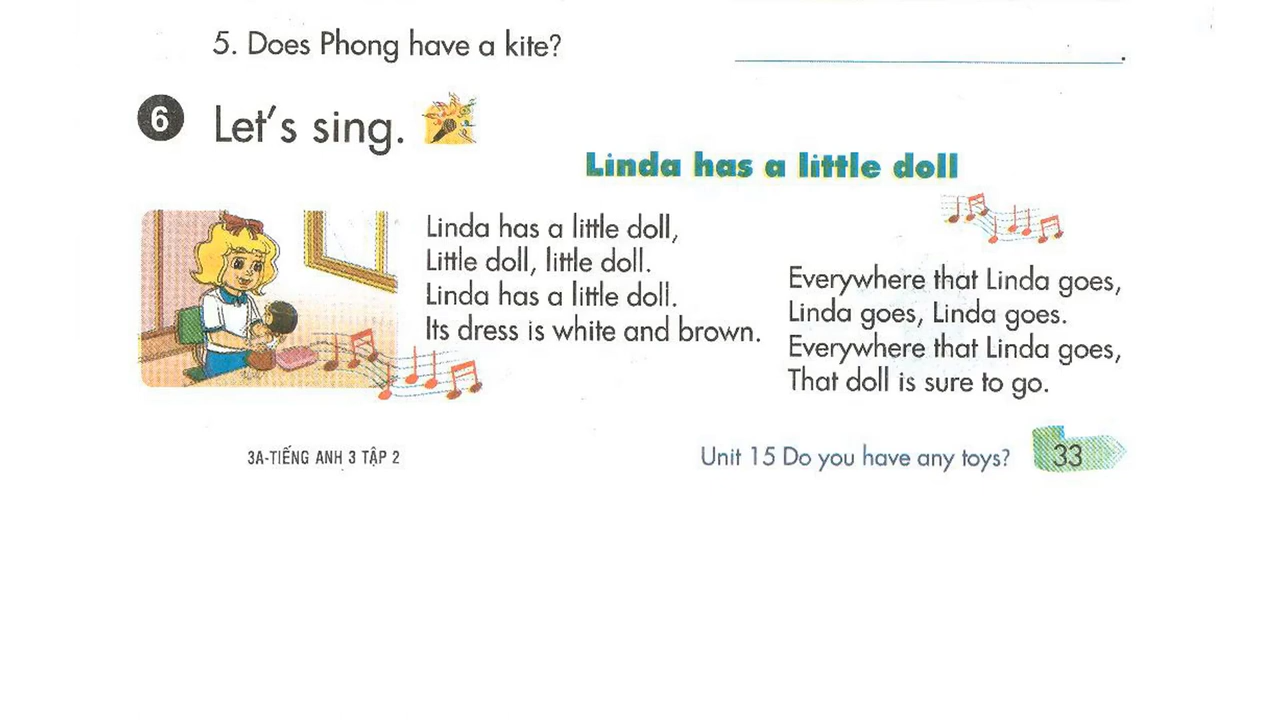 5. Does Phong have a kite? .
6 Let's sing.
Linda has a little doll
Linda has a little doll,
Little doll, little doll.
Linda has a little doll.
Its dress is white and brown.
Everywhere that Linda goes,
Linda goes, Linda goes.
Everywhere that Linda goes,
That doll is sure to go.
3A-TIẾNG ANH 3 TẬP 2
Unit 15 Do you have any toys? 33